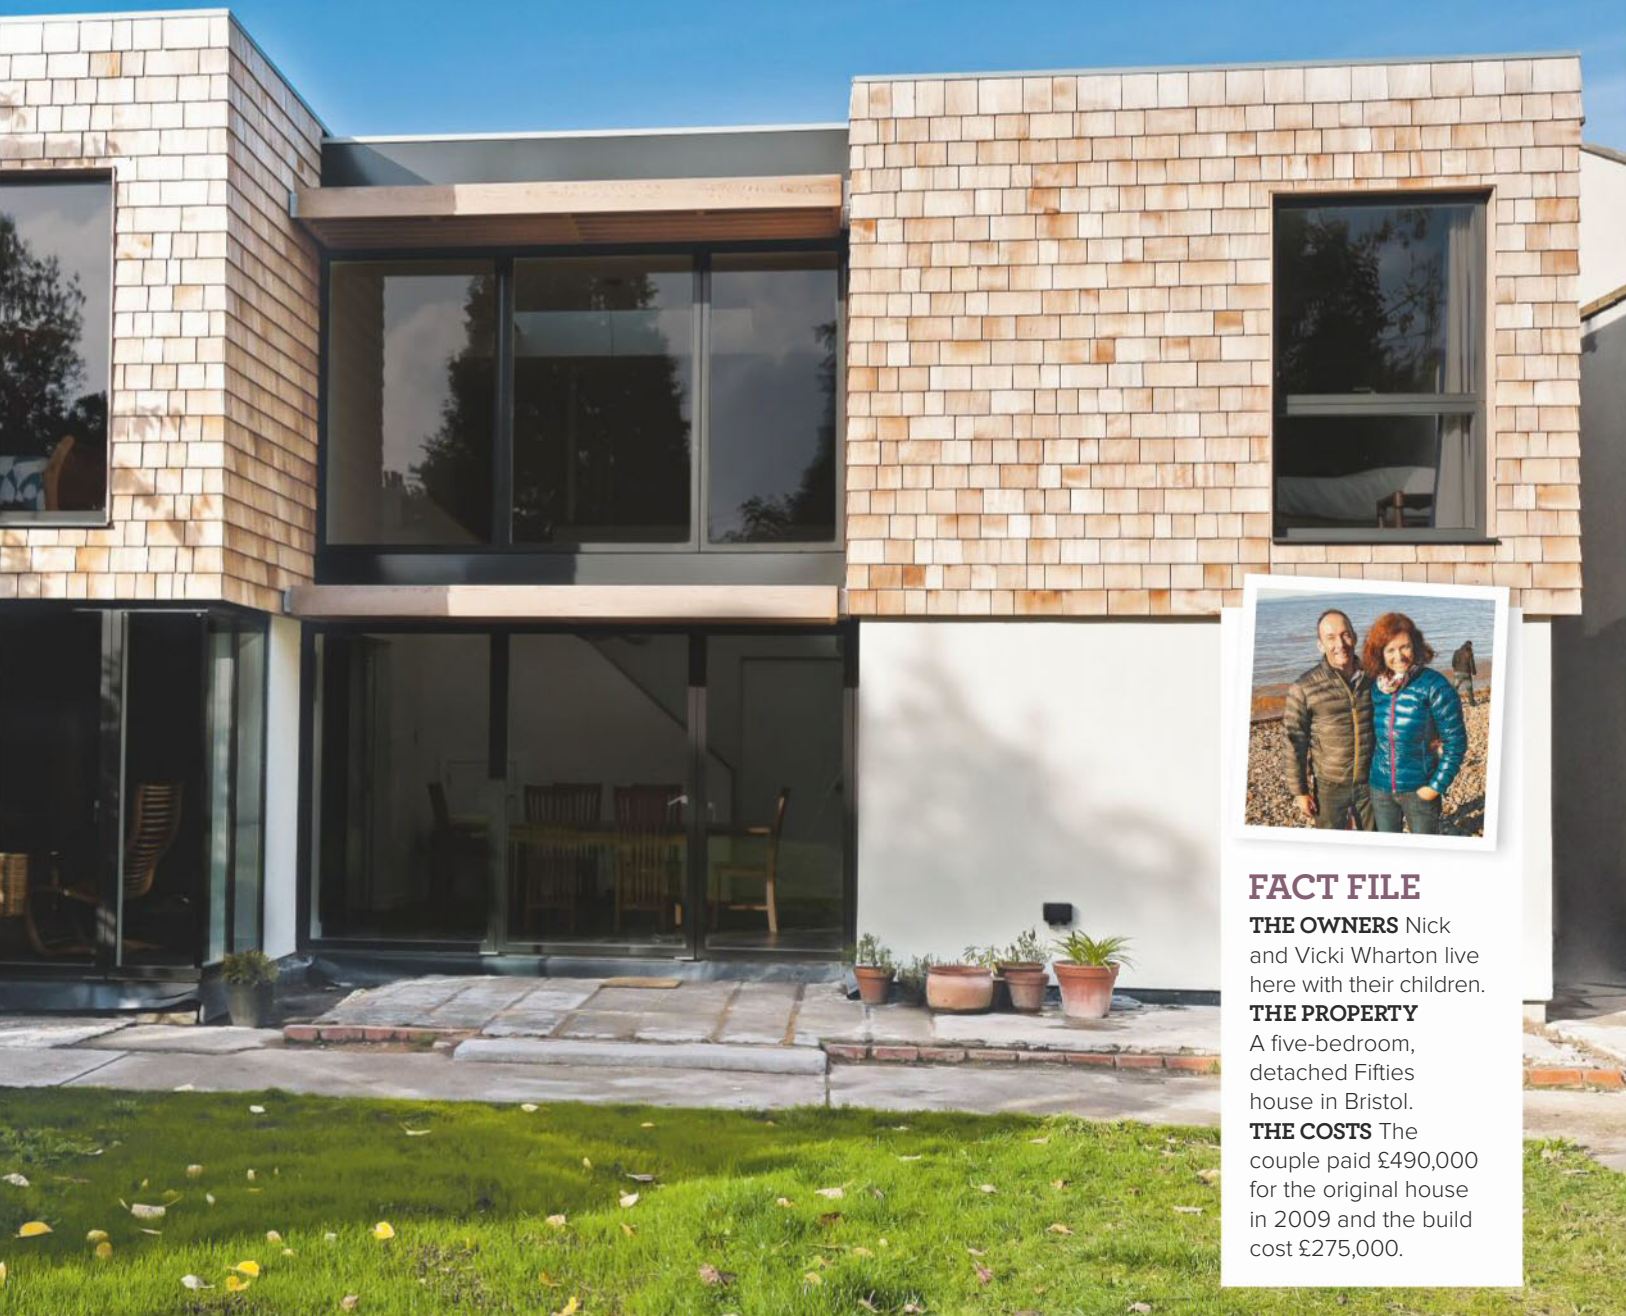 FACT FILE
THE OWNERS Nick
and Vicki Wharton live
here with their children.
THE PROPERTY
A five-bedroom,
detached Fifties
house in Bristol.
THE COSTS The
couple paid £490,000
for the original house
in 2009 and the build
cost £275,000.